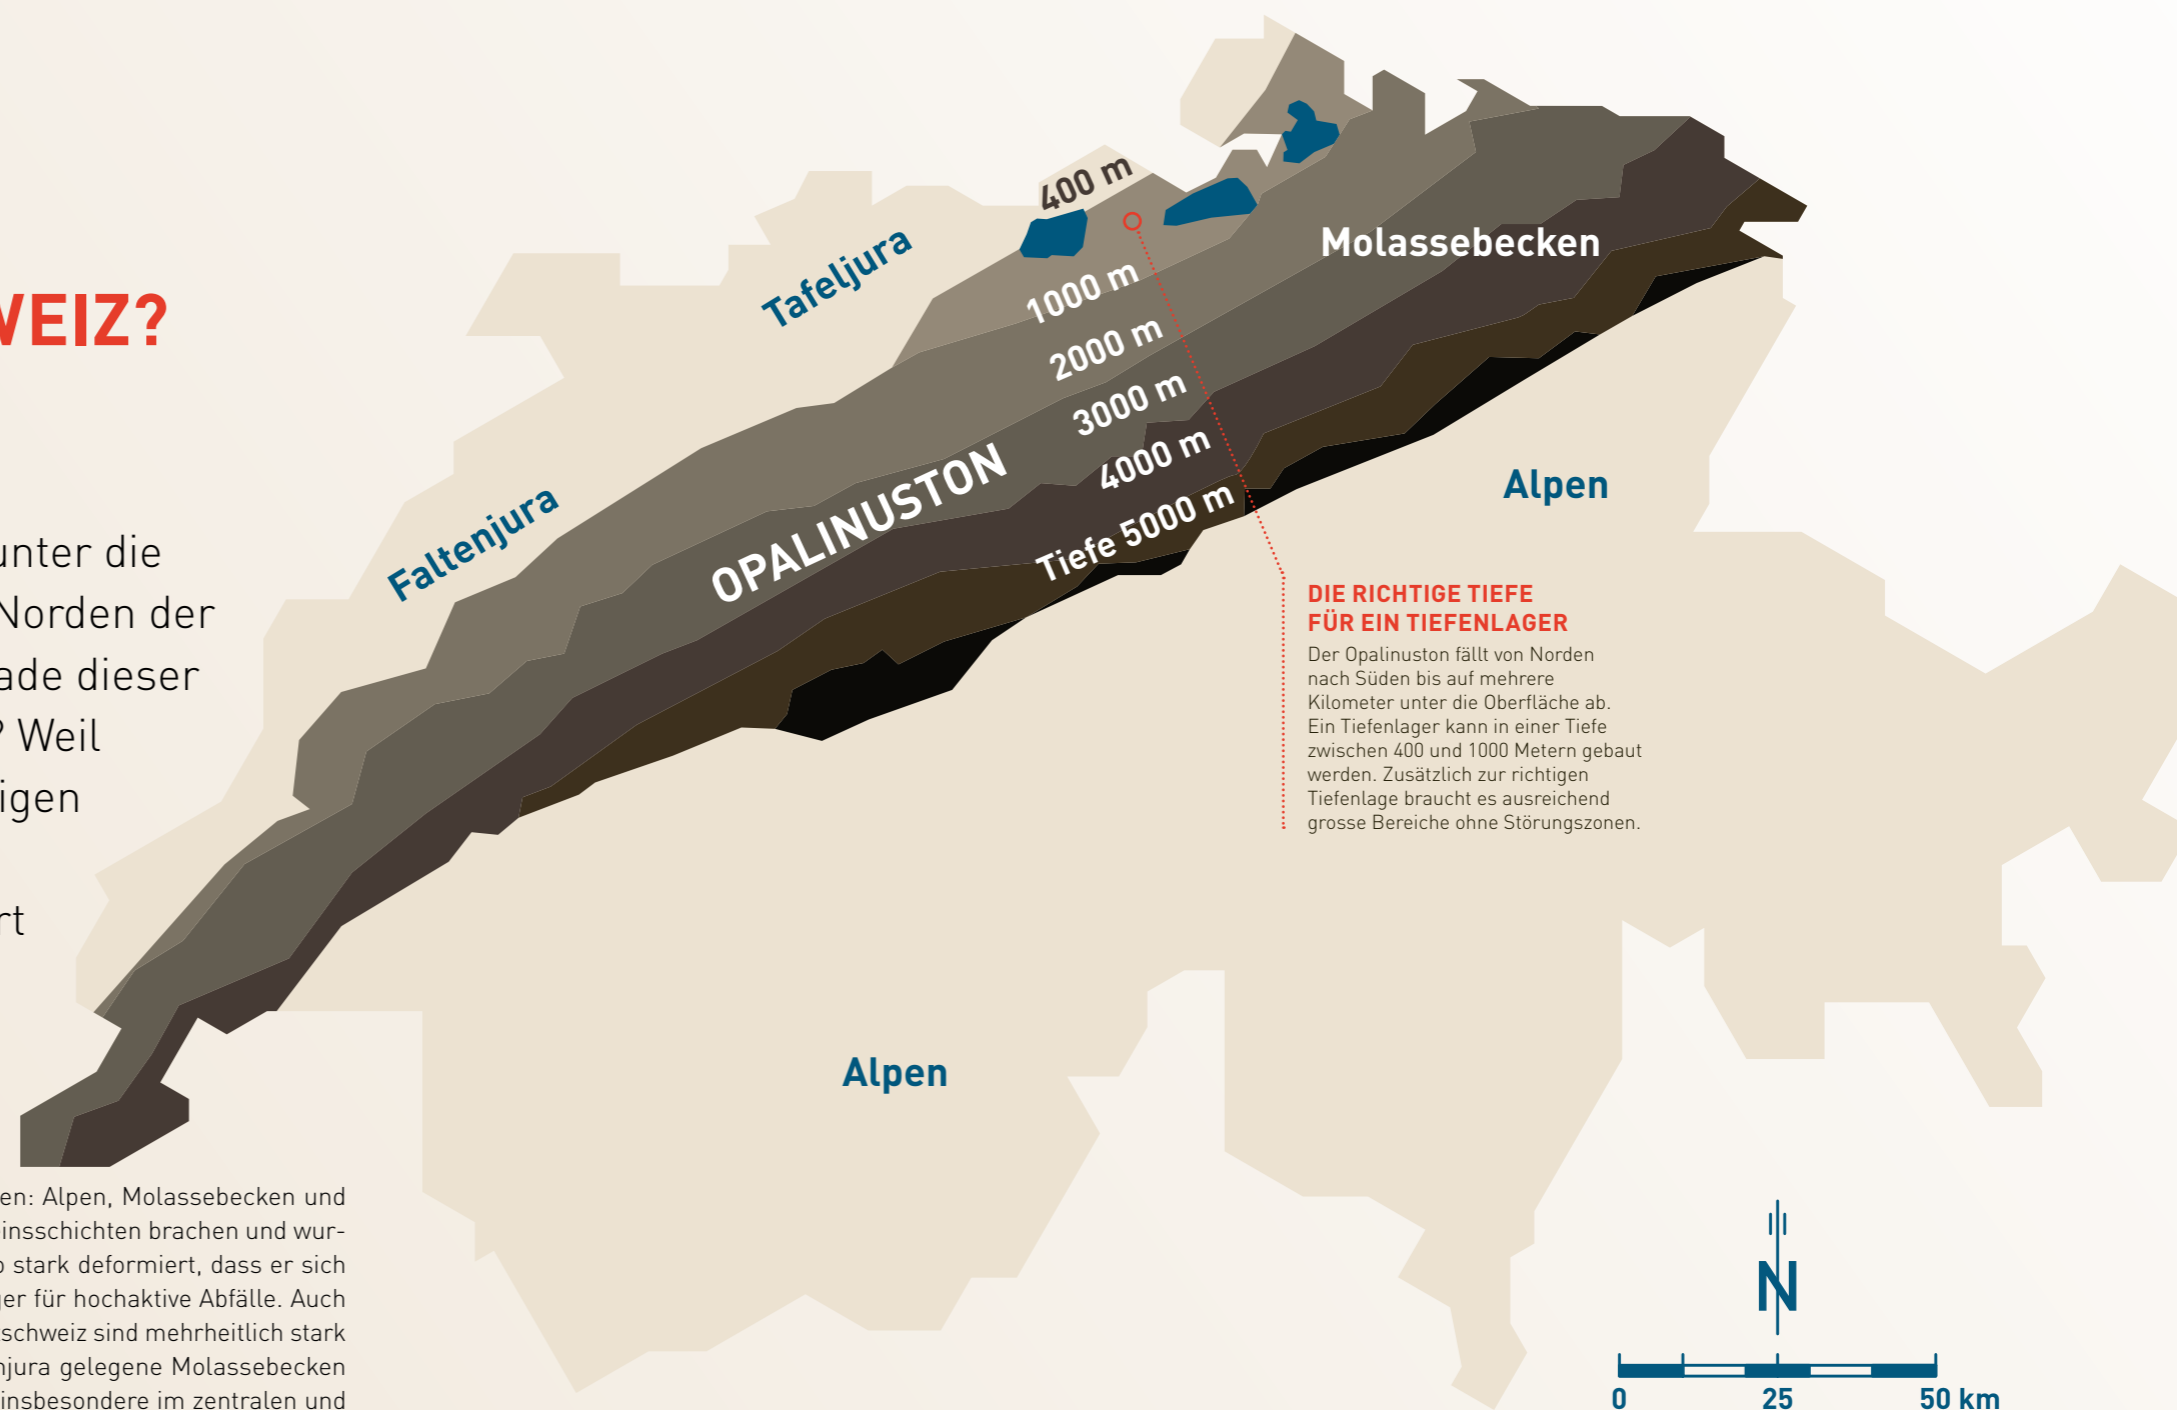 WEIZ?
unter die
Norden der
ade dieser
? Weil
igen
rt
en: Alpen, Molassebecken und
einsschichten brachen und wur-
o stark deformiert, dass er sich
ger für hochaktive Abfälle. Auch
tschweiz sind mehrheitlich stark
njura gelegene Molassebecken
insbesondere im zentralen und
400 m
Tafeljura
1000 m
Molassebecken
2000 m
3000 m
4000 m
Tiefe 5000 m
OPALINUSTON
Faltenjura
Alpen
DIE RICHTIGE TIEFE
FÜR EIN TIEFENLAGER
Der Opalinuston fällt von Norden
nach Süden bis auf mehrere
Kilometer unter die Oberfläche ab.
Ein Tiefenlager kann in einer Tiefe
zwischen 400 und 1000 Metern gebaut
werden. Zusätzlich zur richtigen
Tiefenlage braucht es ausreichend
grosse Bereiche ohne Störungszonen.
Alpen
N
0 25 50 km